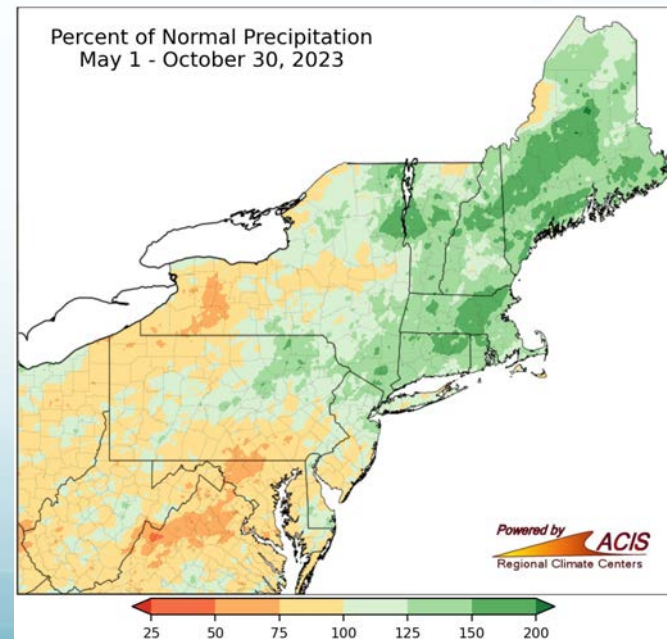 Percent of Normal Precipitation
May 1 - October 30, 2023
Powered by
ACIS
Regional Climate Centers
25 50 75 100 125 150 200